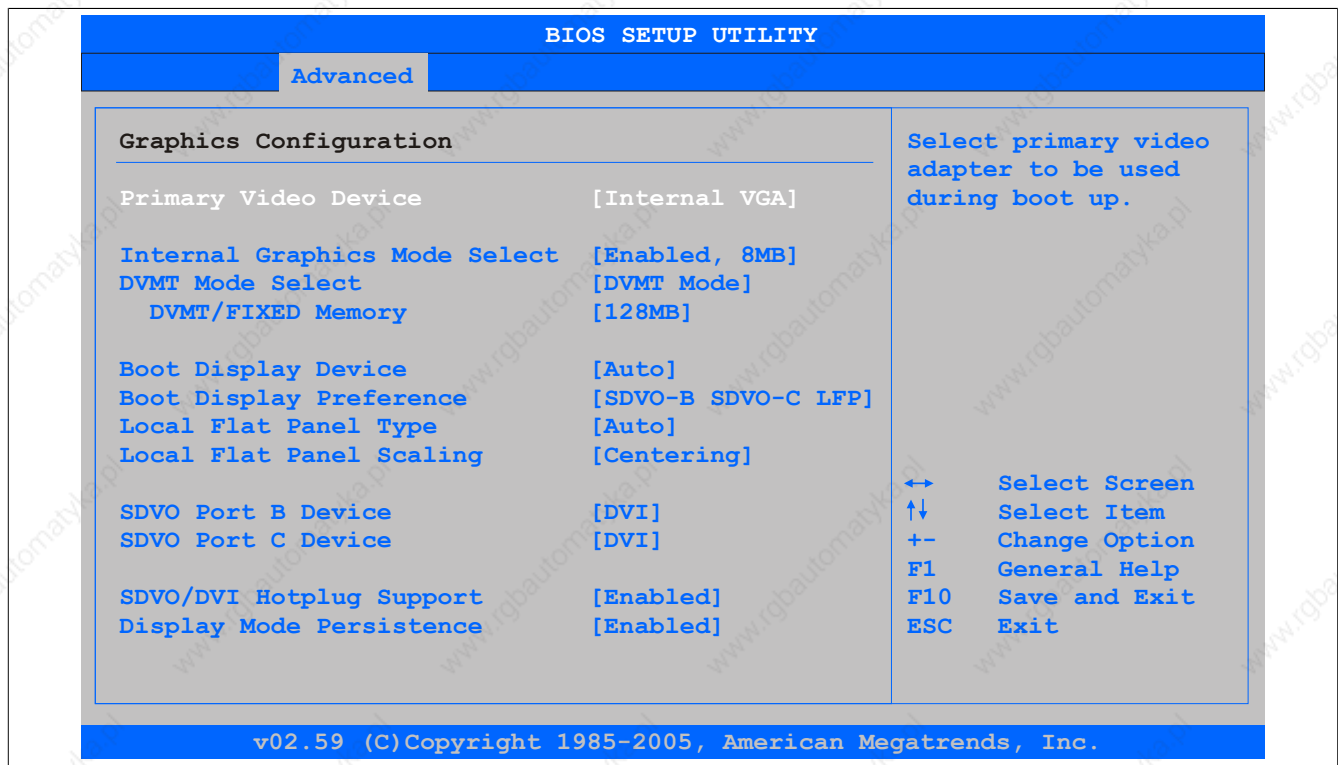 BIOS SETUP UTILITY
Advanced
Graphics Configuration
Primary Video Device [Internal VGA]
Internal Graphics Mode Select [Enabled, 8MB]
DVMT Mode Select [DVMT Mode]
DVMT/FIXED Memory [128MB]
Boot Display Device [Auto]
Boot Display Preference [SDVO-B SDVO-C LFP]
Local Flat Panel Type [Auto]
Local Flat Panel Scaling [Centering]
SDVO Port B Device [DVI]
SDVO Port C Device [DVI]
SDVO/DVI Hotplug Support [Enabled]
Display Mode Persistence [Enabled]
Select primary video
adapter to be used
during boot up.
↔ Select Screen
↑↓ Select Item
+- Change Option
F1 General Help
F10 Save and Exit
ESC Exit
v02.59 (C)Copyright 1985-2005, American Megatrends, Inc.
www.rgbautomatyka.pl